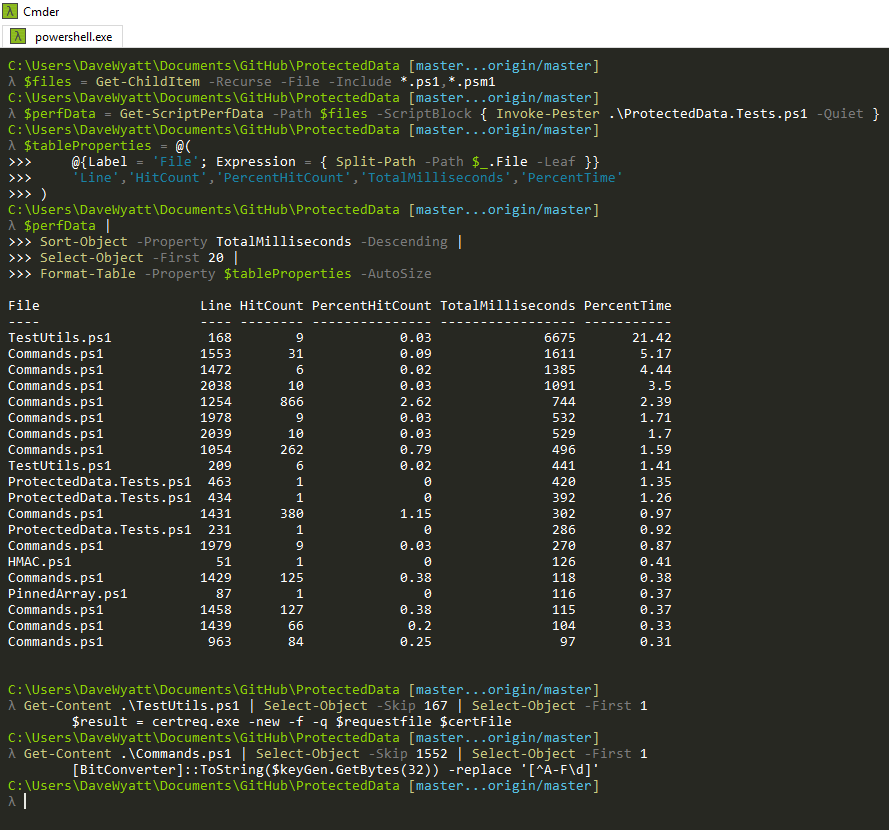 Cmder
powershell.exe
C:\Users\DaveWyatt\Documents\GitHub\ProtectedData [master...origin/master]
λ $files = Get-ChildItem -Recurse -File -Include *.ps1,*.psm1
C:\Users\DaveWyatt\Documents\GitHub\ProtectedData [master...origin/master]
λ $perfData = Get-ScriptPerfData -Path $files -ScriptBlock { Invoke-Pester .\ProtectedData.Tests.ps1 -Quiet }
C:\Users\DaveWyatt\Documents\GitHub\ProtectedData [master...origin/master]
λ $tableProperties = @(
>>>     @{Label = 'File'; Expression = { Split-Path -Path $_.File -Leaf }}
>>>     'Line','HitCount','PercentHitCount','TotalMilliseconds','PercentTime'
>>> )
C:\Users\DaveWyatt\Documents\GitHub\ProtectedData [master...origin/master]
λ $perfData |
>>> Sort-Object -Property TotalMilliseconds -Descending |
>>> Select-Object -First 20 |
>>> Format-Table -Property $tableProperties -AutoSize
File                    Line HitCount PercentHitCount TotalMilliseconds PercentTime
----                    ---- -------- --------------- ----------------- -----------
TestUtils.ps1            168        9            0.03              6675       21.42
Commands.ps1            1553       31            0.09              1611        5.17
Commands.ps1            1472        6            0.02              1385        4.44
Commands.ps1            2038       10            0.03              1091         3.5
Commands.ps1            1254      866            2.62               744        2.39
Commands.ps1            1978        9            0.03               532        1.71
Commands.ps1            2039       10            0.03               529         1.7
Commands.ps1            1054      262            0.79               496        1.59
TestUtils.ps1            209        6            0.02               441        1.41
ProtectedData.Tests.ps1  463        1               0               420        1.35
ProtectedData.Tests.ps1  434        1               0               392        1.26
Commands.ps1            1431      380            1.15               302        0.97
ProtectedData.Tests.ps1  231        1               0               286        0.92
Commands.ps1            1979        9            0.03               270        0.87
HMAC.ps1                  51        1               0               126        0.41
Commands.ps1            1429      125            0.38               118        0.38
PinnedArray.ps1           87        1               0               116        0.37
Commands.ps1            1458      127            0.38               115        0.37
Commands.ps1            1439       66             0.2               104        0.33
Commands.ps1             963       84            0.25                97        0.31
C:\Users\DaveWyatt\Documents\GitHub\ProtectedData [master...origin/master]
λ Get-Content .\TestUtils.ps1 | Select-Object -Skip 167 | Select-Object -First 1
        $result = certreq.exe -new -f -q $requestfile $certFile
C:\Users\DaveWyatt\Documents\GitHub\ProtectedData [master...origin/master]
λ Get-Content .\Commands.ps1 | Select-Object -Skip 1552 | Select-Object -First 1
        [BitConverter]::ToString($keyGen.GetBytes(32)) -replace '[^A-F\d]'
C:\Users\DaveWyatt\Documents\GitHub\ProtectedData [master...origin/master]
λ